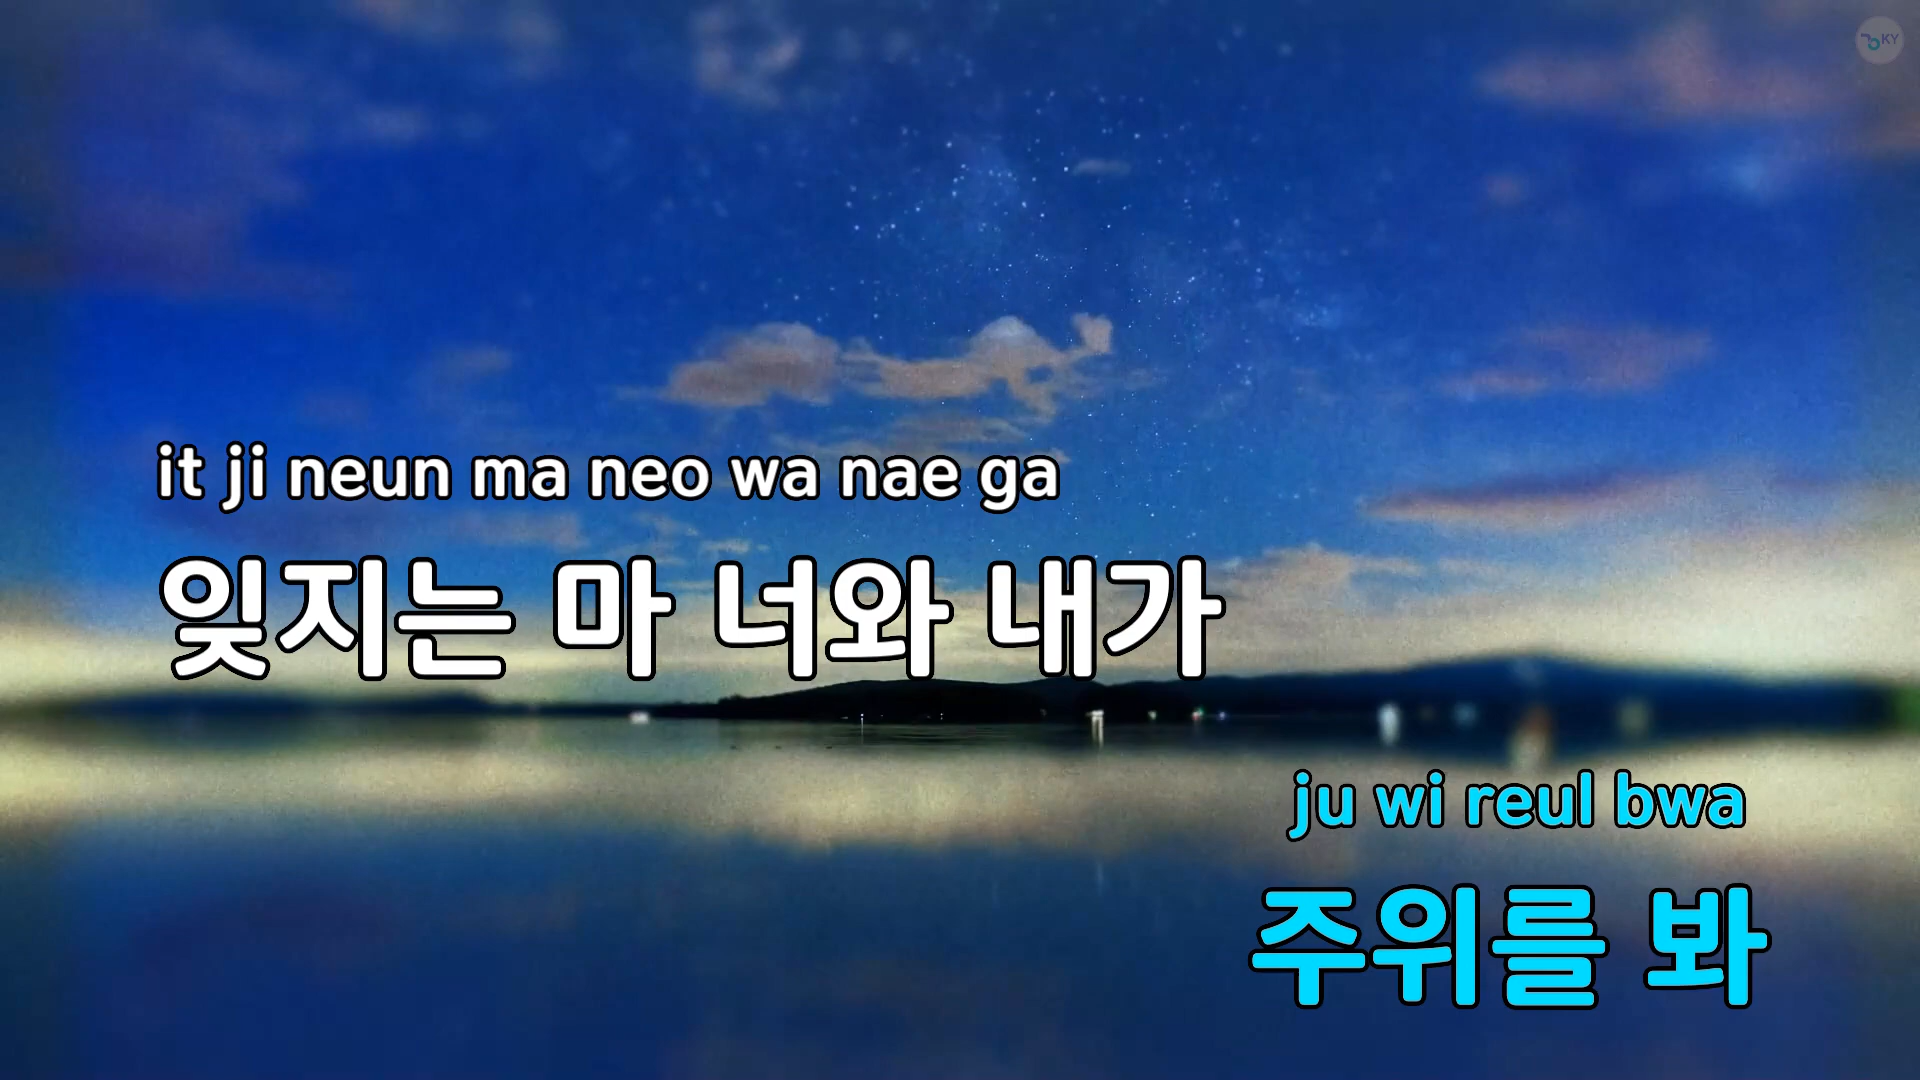 KY
it ji neun ma neo wa nae ga
잊지는 마 너와 내가
ju wi reul bwa
주위를 봐